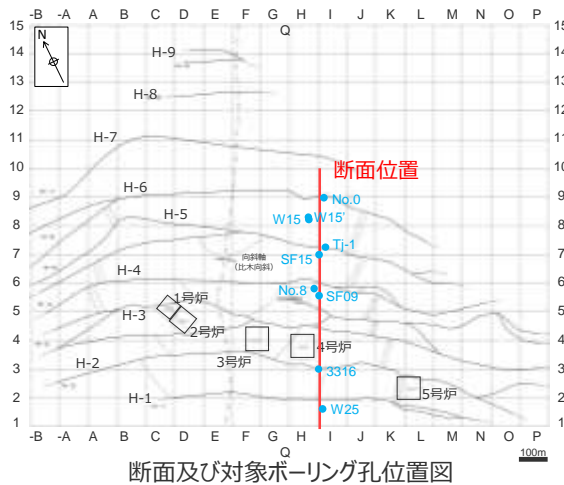 -B -A A B C D E F G H I J K L M N O P
Q
15 15
14 14
13 13
12 12
11 11
10 10
9 9
8 8
7 7
6 6
5 5
4 4
3 3
2 2
1 1
N
H-9
H-8
H-7
断面位置
H-6
No.0
W15 W15'
H-5
Tj-1
SF15
向斜軸
(比木向斜)
H-4
No.8
SF09
1号炉
H-3
2号炉
3号炉
4号炉
H-2
3316
5号炉
H-1
W25
-B -A A B C D E F G H I J K L M N O P
Q
100m
断面及び対象ボーリング孔位置図